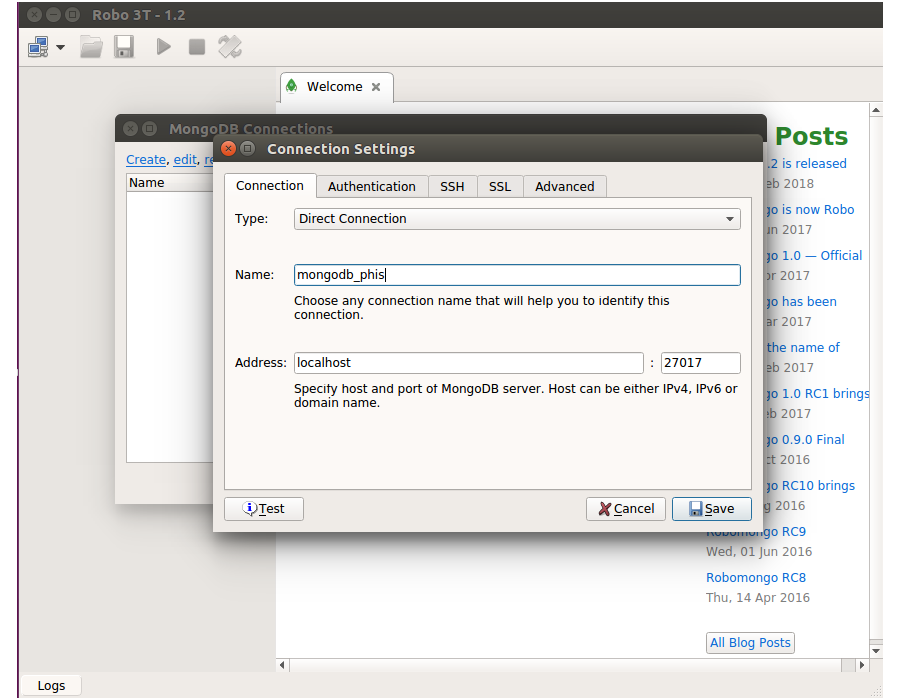 Robo 3T - 1.2
Welcome
MongoDB Connections
Create, edit, re
Name
Connection Settings
Connection
Authentication
SSH
SSL
Advanced
Type:
Direct Connection
Name:
mongodb_phis
Choose any connection name that will help you to identify this
connection.
Address:
localhost
:
27017
Specify host and port of MongoDB server. Host can be either IPv4, IPv6 or
domain name.
Test
Cancel
Save
Posts
.2 is released
eb 2018
go is now Robo
un 2017
go 1.0 — Official
pr 2017
go has been
ar 2017
the name of
eb 2017
go 1.0 RC1 brings
eb 2017
go 0.9.0 Final
ct 2016
go RC10 brings
g 2016
Robomongo RC9
Wed, 01 Jun 2016
Robomongo RC8
Thu, 14 Apr 2016
All Blog Posts
Logs